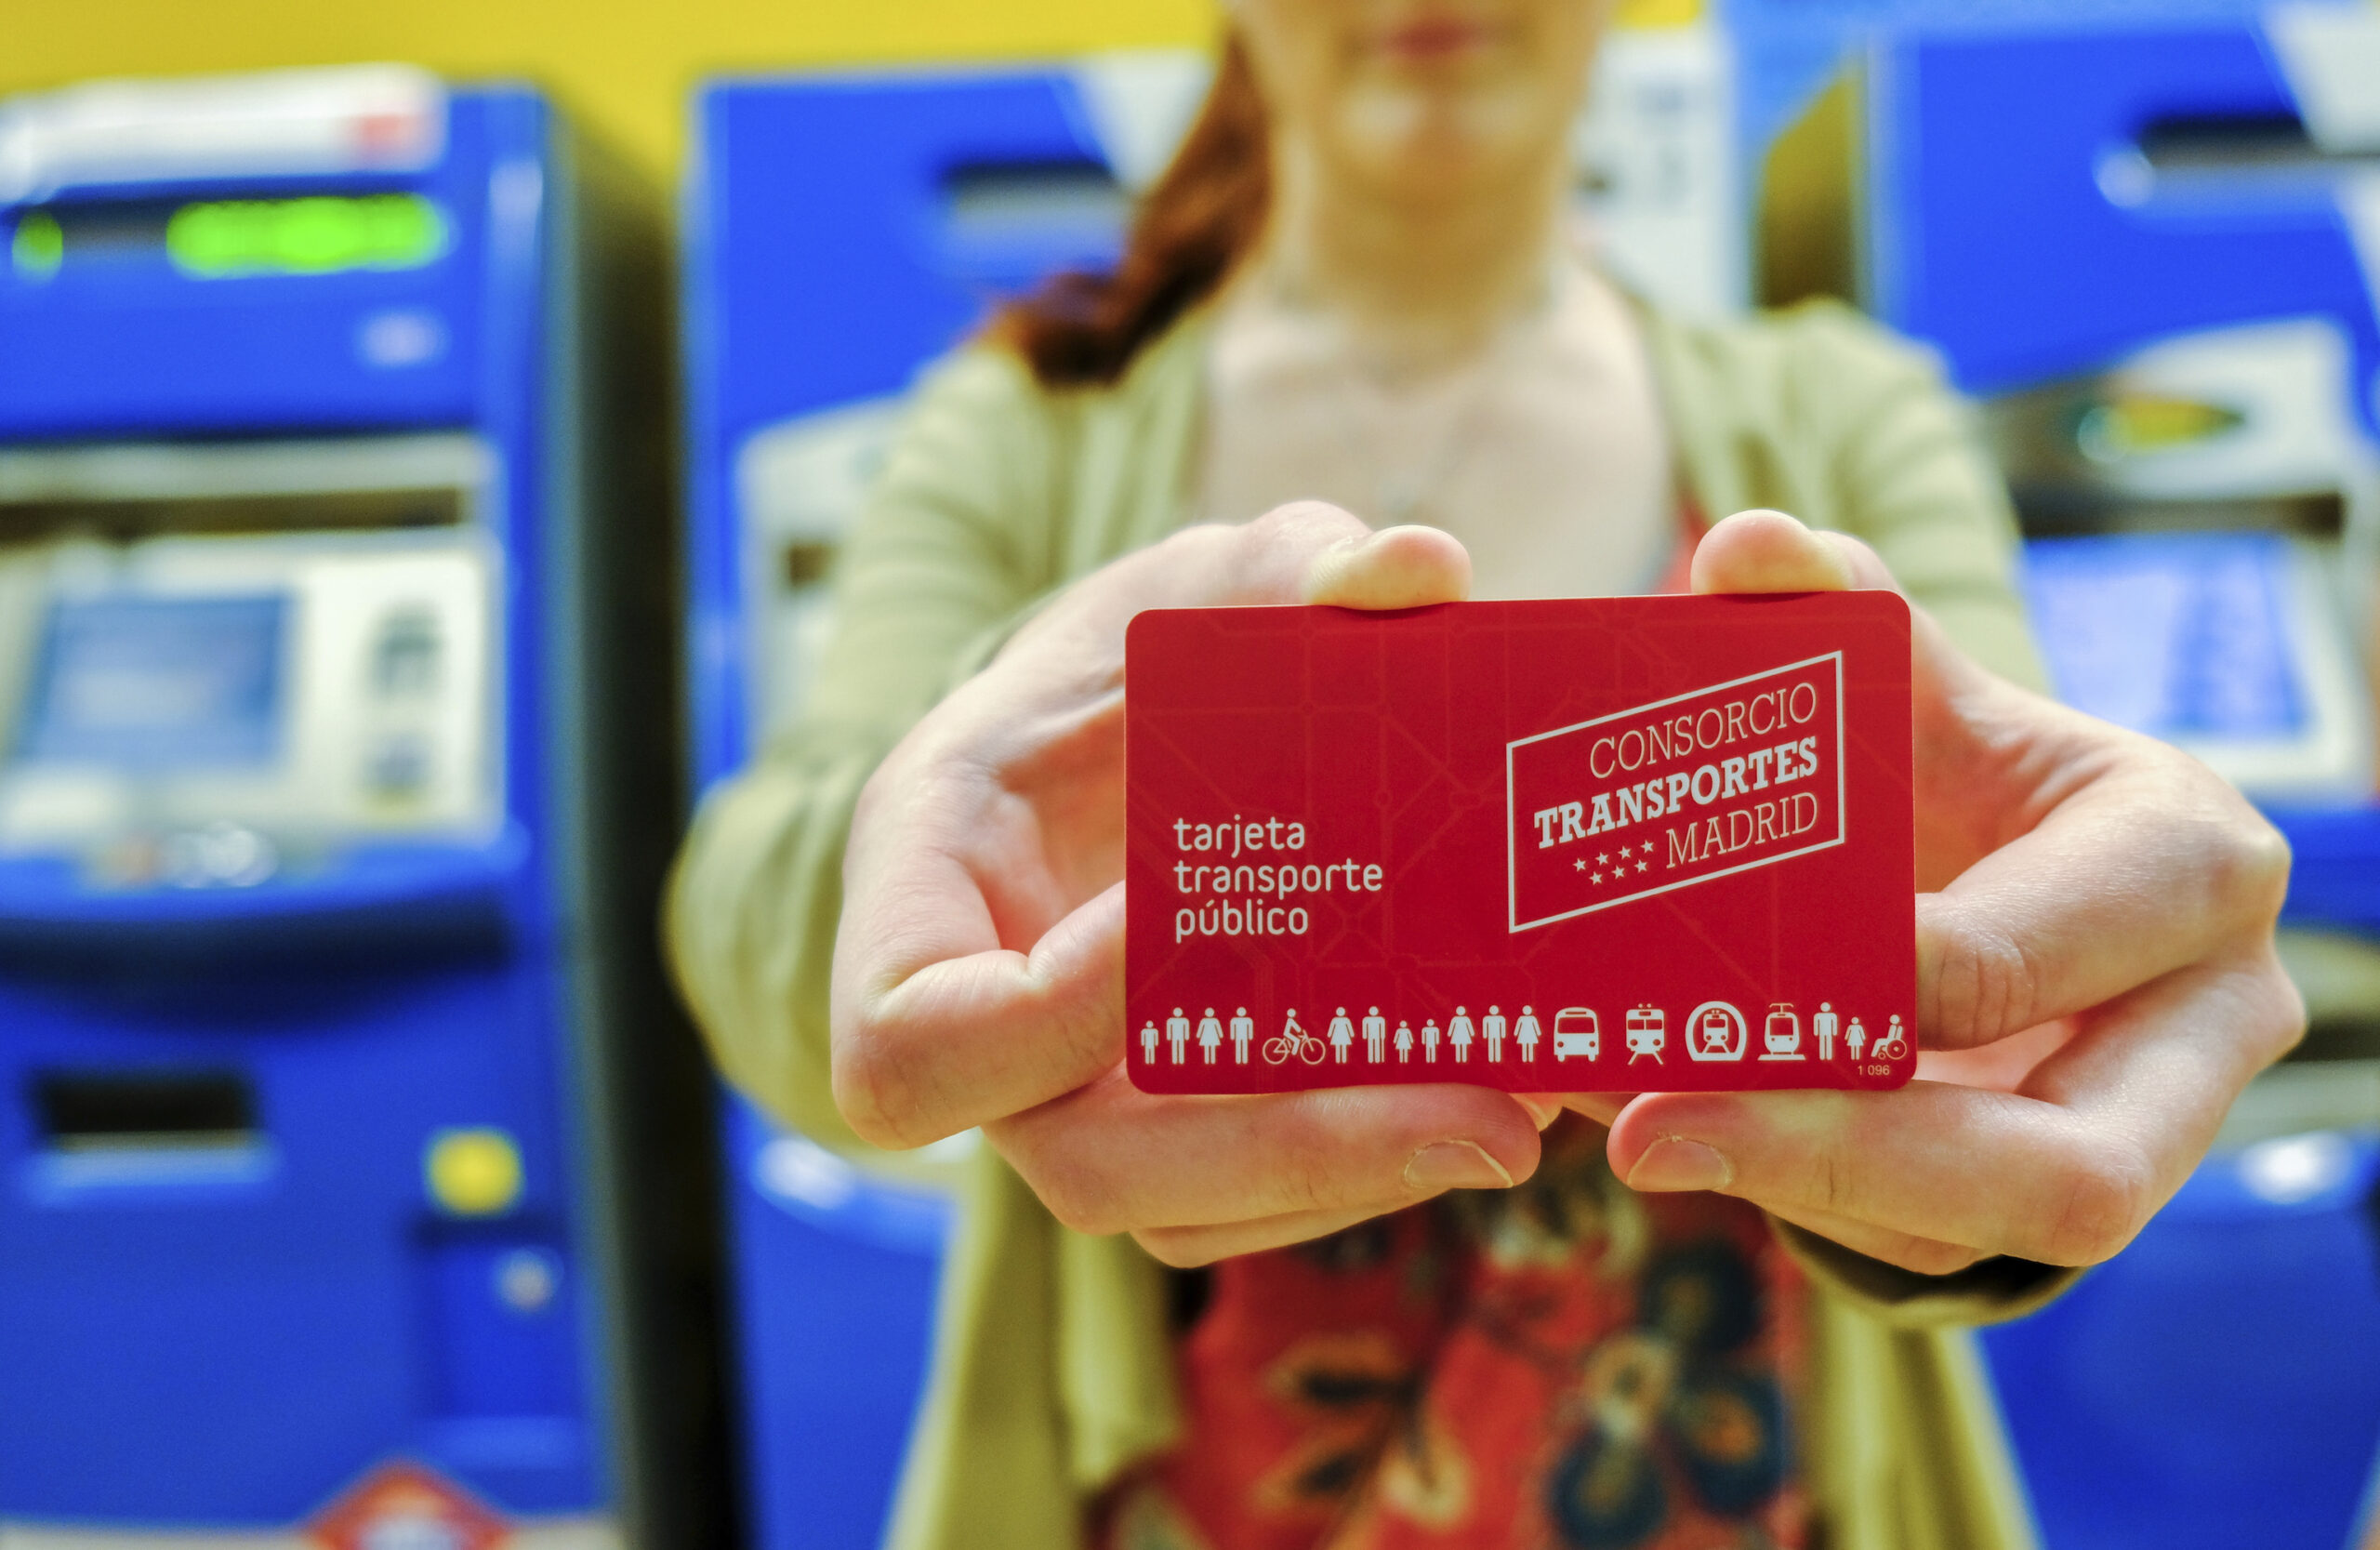 tarjeta
transporte
público
CONSORCIO
TRANSPORTES
MADRID
1 096